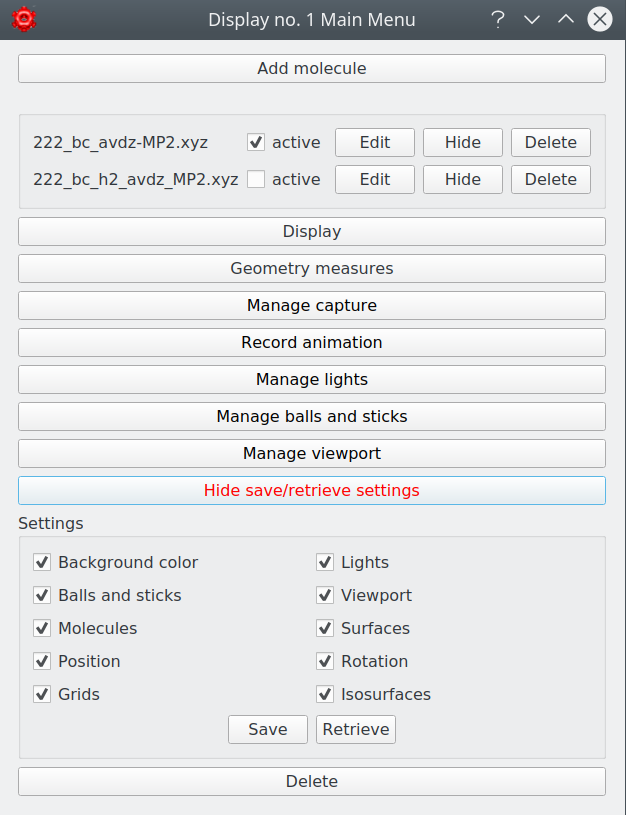 Display no. 1 Main Menu ?
Add molecule
222_bc_avdz-MP2.xyz active Edit Hide Delete
222_bc_h2_avdz_MP2.xyz active Edit Hide Delete
Display
Geometry measures
Manage capture
Record animation
Manage lights
Manage balls and sticks
Manage viewport
Hide save/retrieve settings
Settings
Background color Lights
Balls and sticks Viewport
Molecules Surfaces
Position Rotation
Grids Isosurfaces
Save Retrieve
Delete